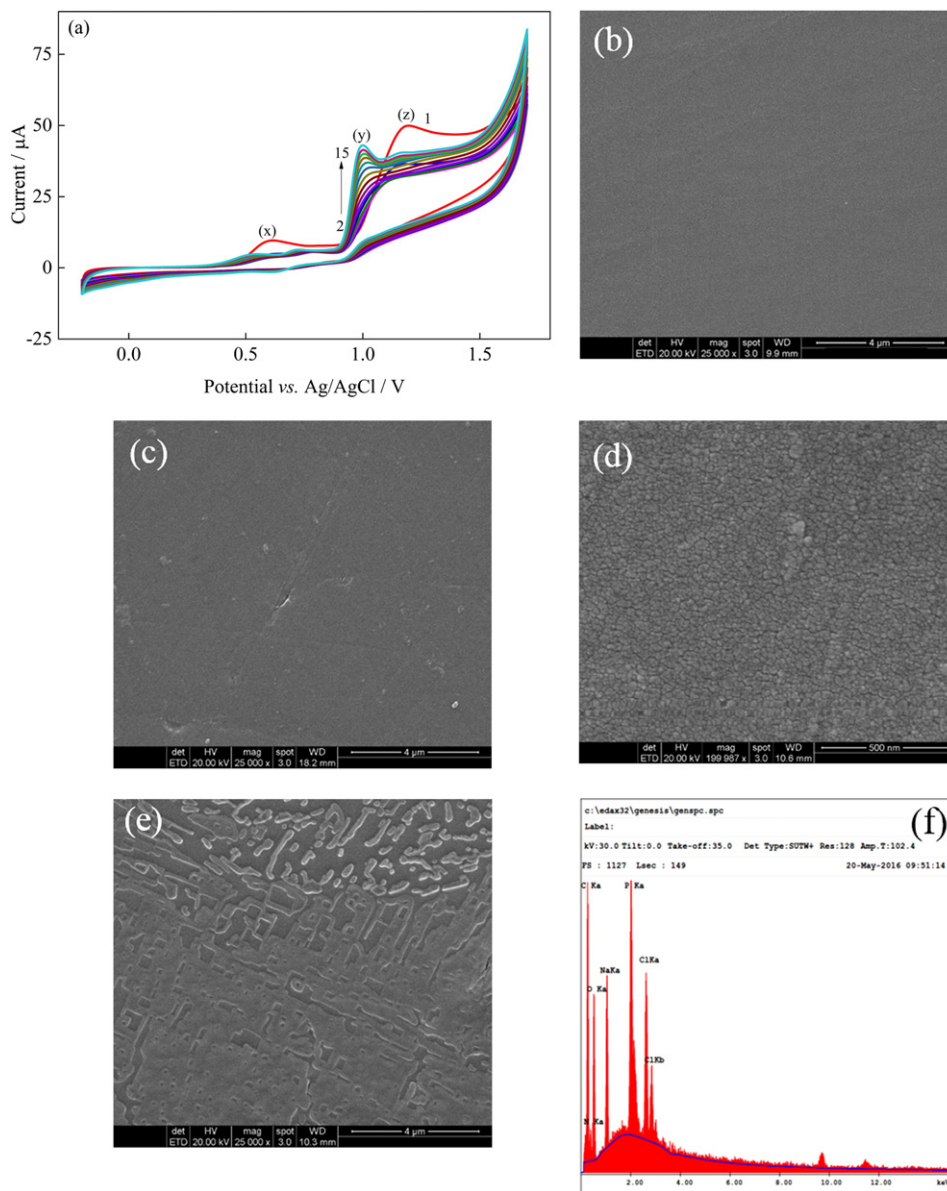 (a)
75
50
25
0
-25
Current / μA
(x)
(y)
(z)
1
15
2
0.0 0.5 1.0 1.5
Potential vs. Ag/AgCl / V
(b)
det HV mag spot WD 4 μm
ETD 20.00 kV 25 000 x 3.0 9.9 mm
(c)
det HV mag spot WD 4 μm
ETD 20.00 kV 25 000 x 3.0 18.2 mm
(d)
det HV mag spot WD 500 nm
ETD 20.00 kV 199 987 x 3.0 10.6 mm
(e)
det HV mag spot WD 4 μm
ETD 20.00 kV 25 000 x 3.0 10.3 mm
(f)
c:\edax32\genesis\genspc.spc
Label:
kV:30.0 Tilt:0.0 Take-off:35.0 Det Type:SUTW+ Res:128 Amp.T:102.4
FS : 1127 Lsec : 149 20-May-2016 09:51:14
C Ka
P Ka
ClKa
NaKa
O Ka
ClKb
N Ka
2.00 4.00 6.00 8.00 10.00 12.00